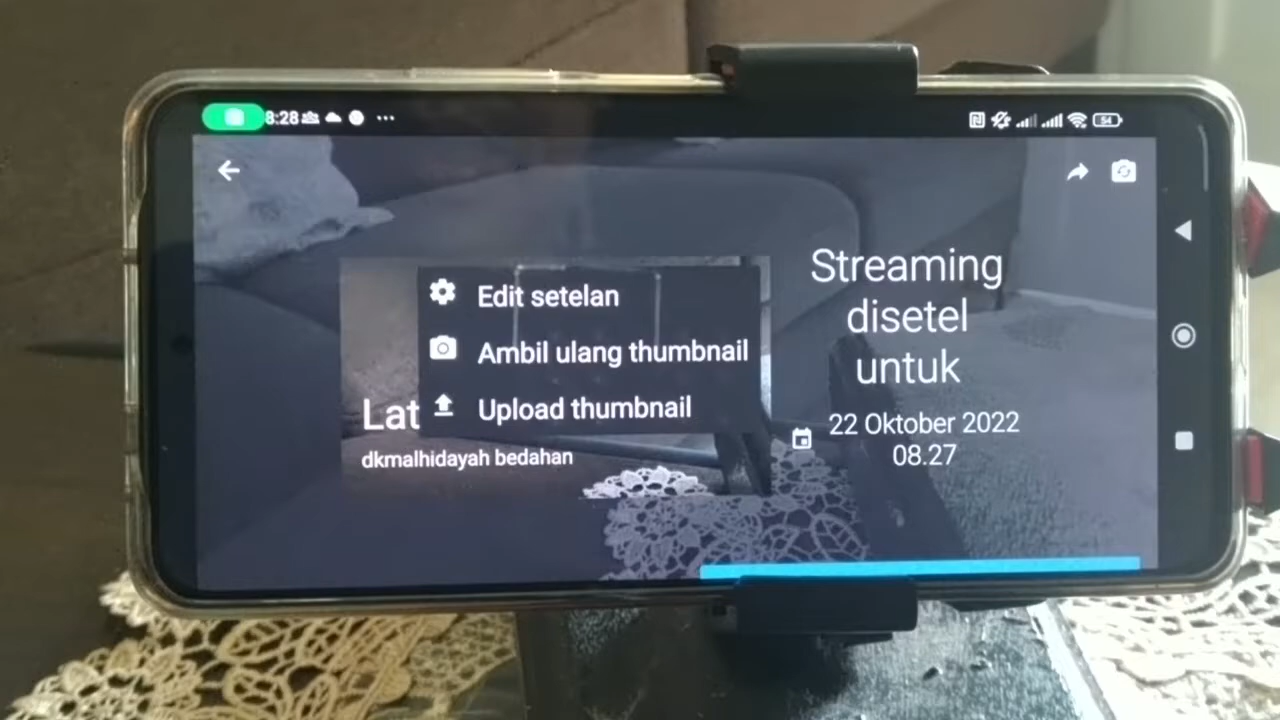 8:28
54
Edit setelan
Ambil ulang thumbnail
Upload thumbnail
Lat
dkmalhidayah bedahan
Streaming
disetel
untuk
22 Oktober 2022
08.27